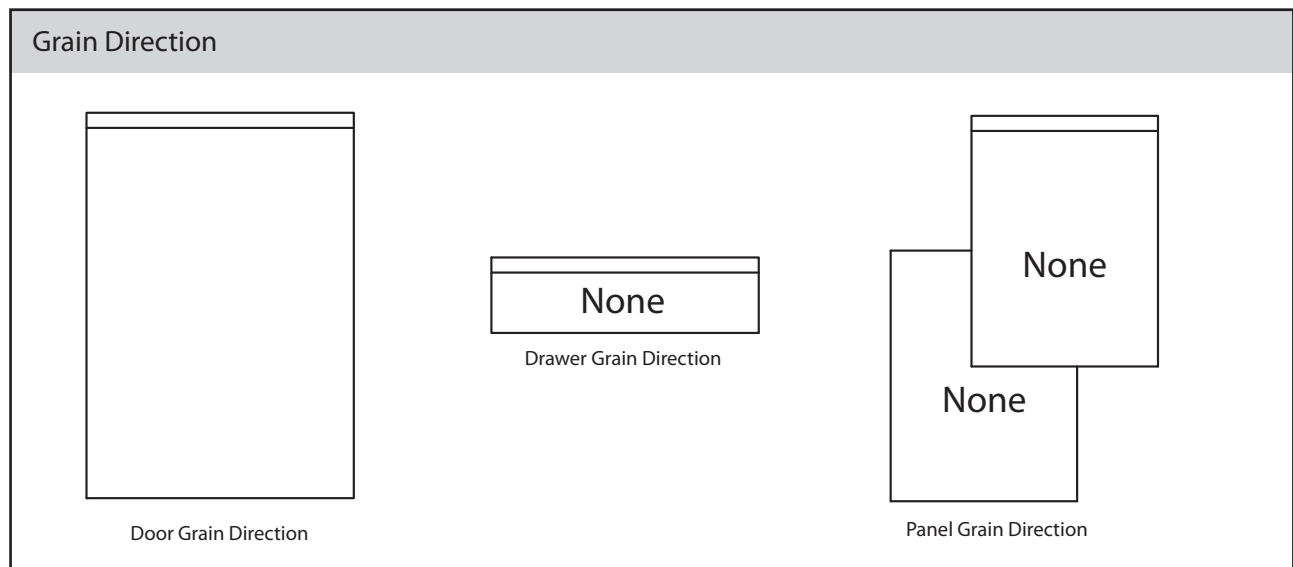 Grain Direction
Door Grain Direction
None
Drawer Grain Direction
None
None
Panel Grain Direction